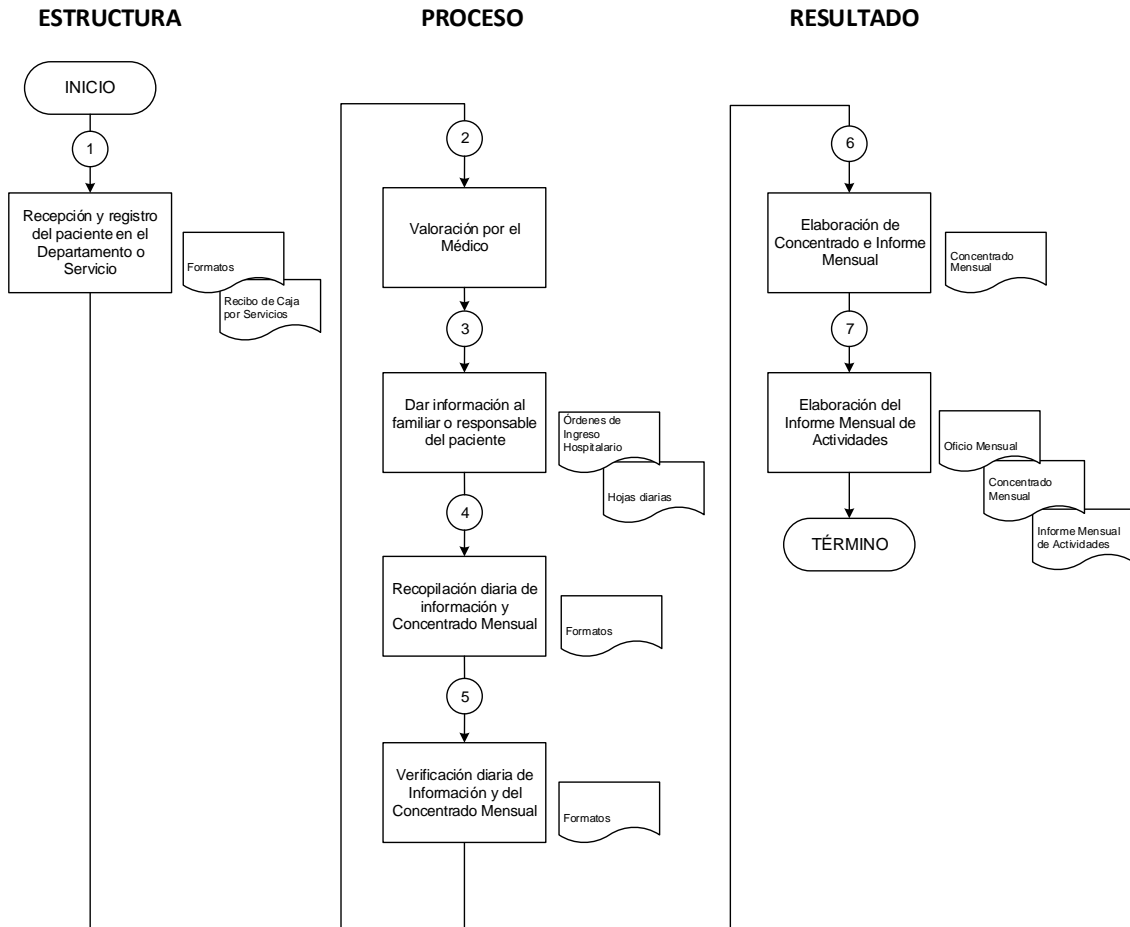 ESTRUCTURA
INICIO
1
Recepción y registro
del paciente en el
Departamento o
Servicio
Formatos
Recibo de Caja
por Servicios
PROCESO
2
Valoración por el
Médico
3
Dar información al
familiar o responsable
del paciente
Órdenes de
Ingreso
Hospitalario
Hojas diarias
4
Recopilación diaria de
información y
Concentrado Mensual
Formatos
5
Verificación diaria de
Información y del
Concentrado Mensual
Formatos
RESULTADO
6
Elaboración de
Concentrado e Informe
Mensual
Concentrado
Mensual
7
Elaboración del
Informe Mensual de
Actividades
Oficio Mensual
Concentrado
Mensual
Informe Mensual
de Actividades
TÉRMINO